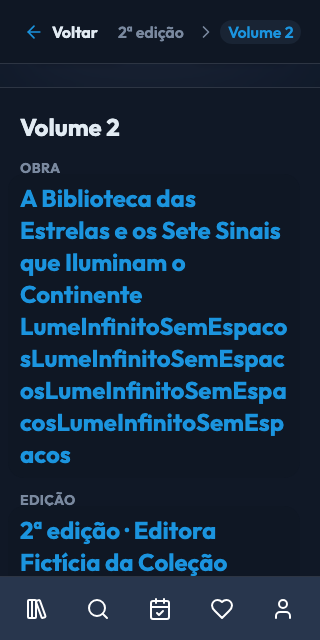 Voltar 2ª edição Volume 2
Volume 2
OBRA
A Biblioteca das
Estrelas e os Sete Sinais
que Iluminam o
Continente
LumeInfinitoSemEspaco
sLumeInfinitoSemEspac
osLumeInfinitoSemEspa
cosLumeInfinitoSemEsp
acos
EDIÇÃO
2ª edição · Editora
Fictícia da Coleção